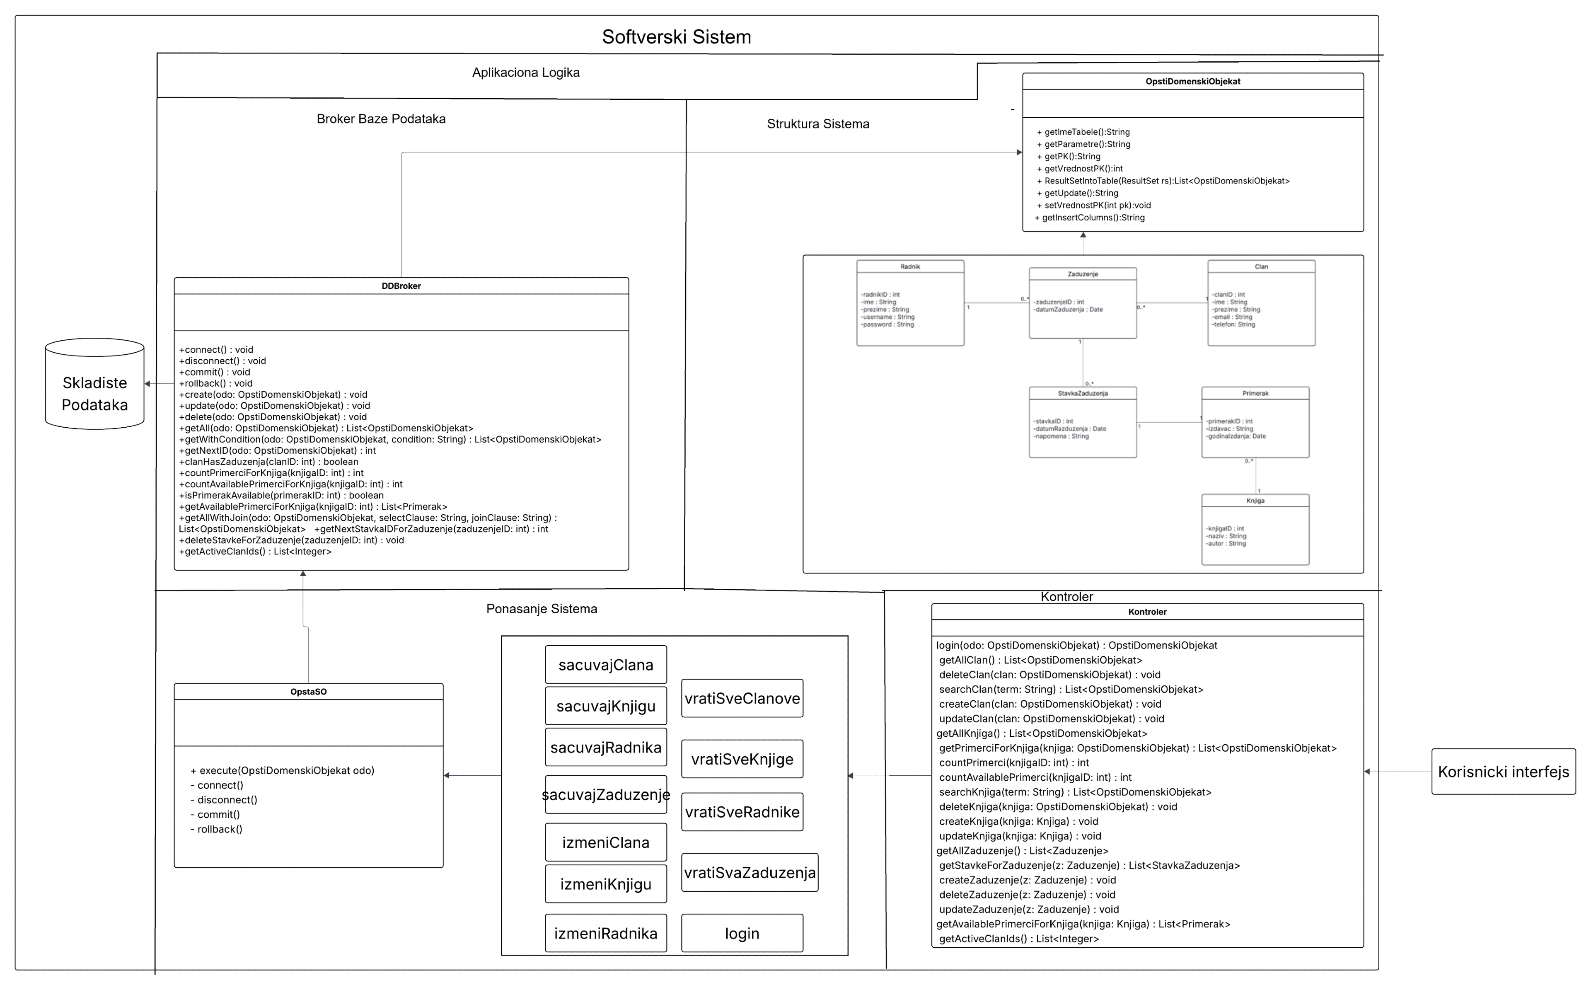 Softverski Sistem
Aplikaciona Logika
Broker Baze Podataka
Struktura Sistema
OpstiDomenskiObjekat
-
+ getImeTabele():String
+ getParametre():String
+ getPK():String
+ getVrednostPK():int
+ ResultSetIntoTable(ResultSet rs):List<OpstiDomenskiObjekat>
+ getUpdate():String
+ setVrednostPK(int pk):void
+ getInsertColumns():String
Radnik
-radnikID : int
-ime : String
-prezime : String
-username : String
-password : String
1
0..*
Zaduzenje
-zaduzenjeID : int
-datumZaduzenja : Date
0..*
1
Clan
-clanID : int
-ime : String
-prezime : String
-email : String
-telefon: String
1
0..*
StavkaZaduzenja
-stavkaID : int
-datumRazduzenja : Date
-napomena : String
1
1
Primerak
-primerakID : int
-izdavac : String
-godinaIzdanja: Date
0..*
1
Knjiga
-knjigaID : int
-naziv : String
-autor : String
DDBroker
+connect() : void
+disconnect() : void
+commit() : void
+rollback() : void
+create(odo: OpstiDomenskiObjekat) : void
+update(odo: OpstiDomenskiObjekat) : void
+delete(odo: OpstiDomenskiObjekat) : void
+getAll(odo: OpstiDomenskiObjekat) : List<OpstiDomenskiObjekat>
+getWithCondition(odo: OpstiDomenskiObjekat, condition: String) : List<OpstiDomenskiObjekat>
+getNextID(odo: OpstiDomenskiObjekat) : int
+clanHasZaduzenja(clanID: int) : boolean
+countPrimerciForKnjiga(knjigaID: int) : int
+countAvailablePrimerciForKnjiga(knjigaID: int) : int
+isPrimerakAvailable(primerakID: int) : boolean
+getAvailablePrimerciForKnjiga(knjigaID: int) : List<Primerak>
+getAllWithJoin(odo: OpstiDomenskiObjekat, selectClause: String, joinClause: String) :
List<OpstiDomenskiObjekat> +getNextStavkaIDForZaduzenje(zaduzenjeID: int) : int
+deleteStavkeForZaduzenje(zaduzenjeID: int) : void
+getActiveClanIds() : List<Integer>
Skladiste
Podataka
Ponasanje Sistema
OpstaSO
+ execute(OpstiDomenskiObjekat odo)
- connect()
- disconnect()
- commit()
- rollback()
sacuvajClana
sacuvajKnjigu
sacuvajRadnika
sacuvajZaduzenje
izmeniClana
izmeniKnjigu
izmeniRadnika
vratiSveClanove
vratiSveKnjige
vratiSveRadnike
vratiSvaZaduzenja
login
Kontroler
Kontroler
login(odo: OpstiDomenskiObjekat) : OpstiDomenskiObjekat
getAllClan() : List<OpstiDomenskiObjekat>
deleteClan(clan: OpstiDomenskiObjekat) : void
searchClan(term: String) : List<OpstiDomenskiObjekat>
createClan(clan: OpstiDomenskiObjekat) : void
updateClan(clan: OpstiDomenskiObjekat) : void
getAllKnjiga() : List<OpstiDomenskiObjekat>
getPrimerciForKnjiga(knjiga: OpstiDomenskiObjekat) : List<OpstiDomenskiObjekat>
countPrimerci(knjigaID: int) : int
countAvailablePrimerci(knjigaID: int) : int
searchKnjiga(term: String) : List<OpstiDomenskiObjekat>
deleteKnjiga(knjiga: OpstiDomenskiObjekat) : void
createKnjiga(knjiga: Knjiga) : void
updateKnjiga(knjiga: Knjiga) : void
getAllZaduzenje() : List<Zaduzenje>
getStavkeForZaduzenje(z: Zaduzenje) : List<StavkaZaduzenja>
createZaduzenje(z: Zaduzenje) : void
deleteZaduzenje(z: Zaduzenje) : void
updateZaduzenje(z: Zaduzenje) : void
getAvailablePrimerciForKnjiga(knjiga: Knjiga) : List<Primerak>
getActiveClanIds() : List<Integer>
Korisnicki interfejs